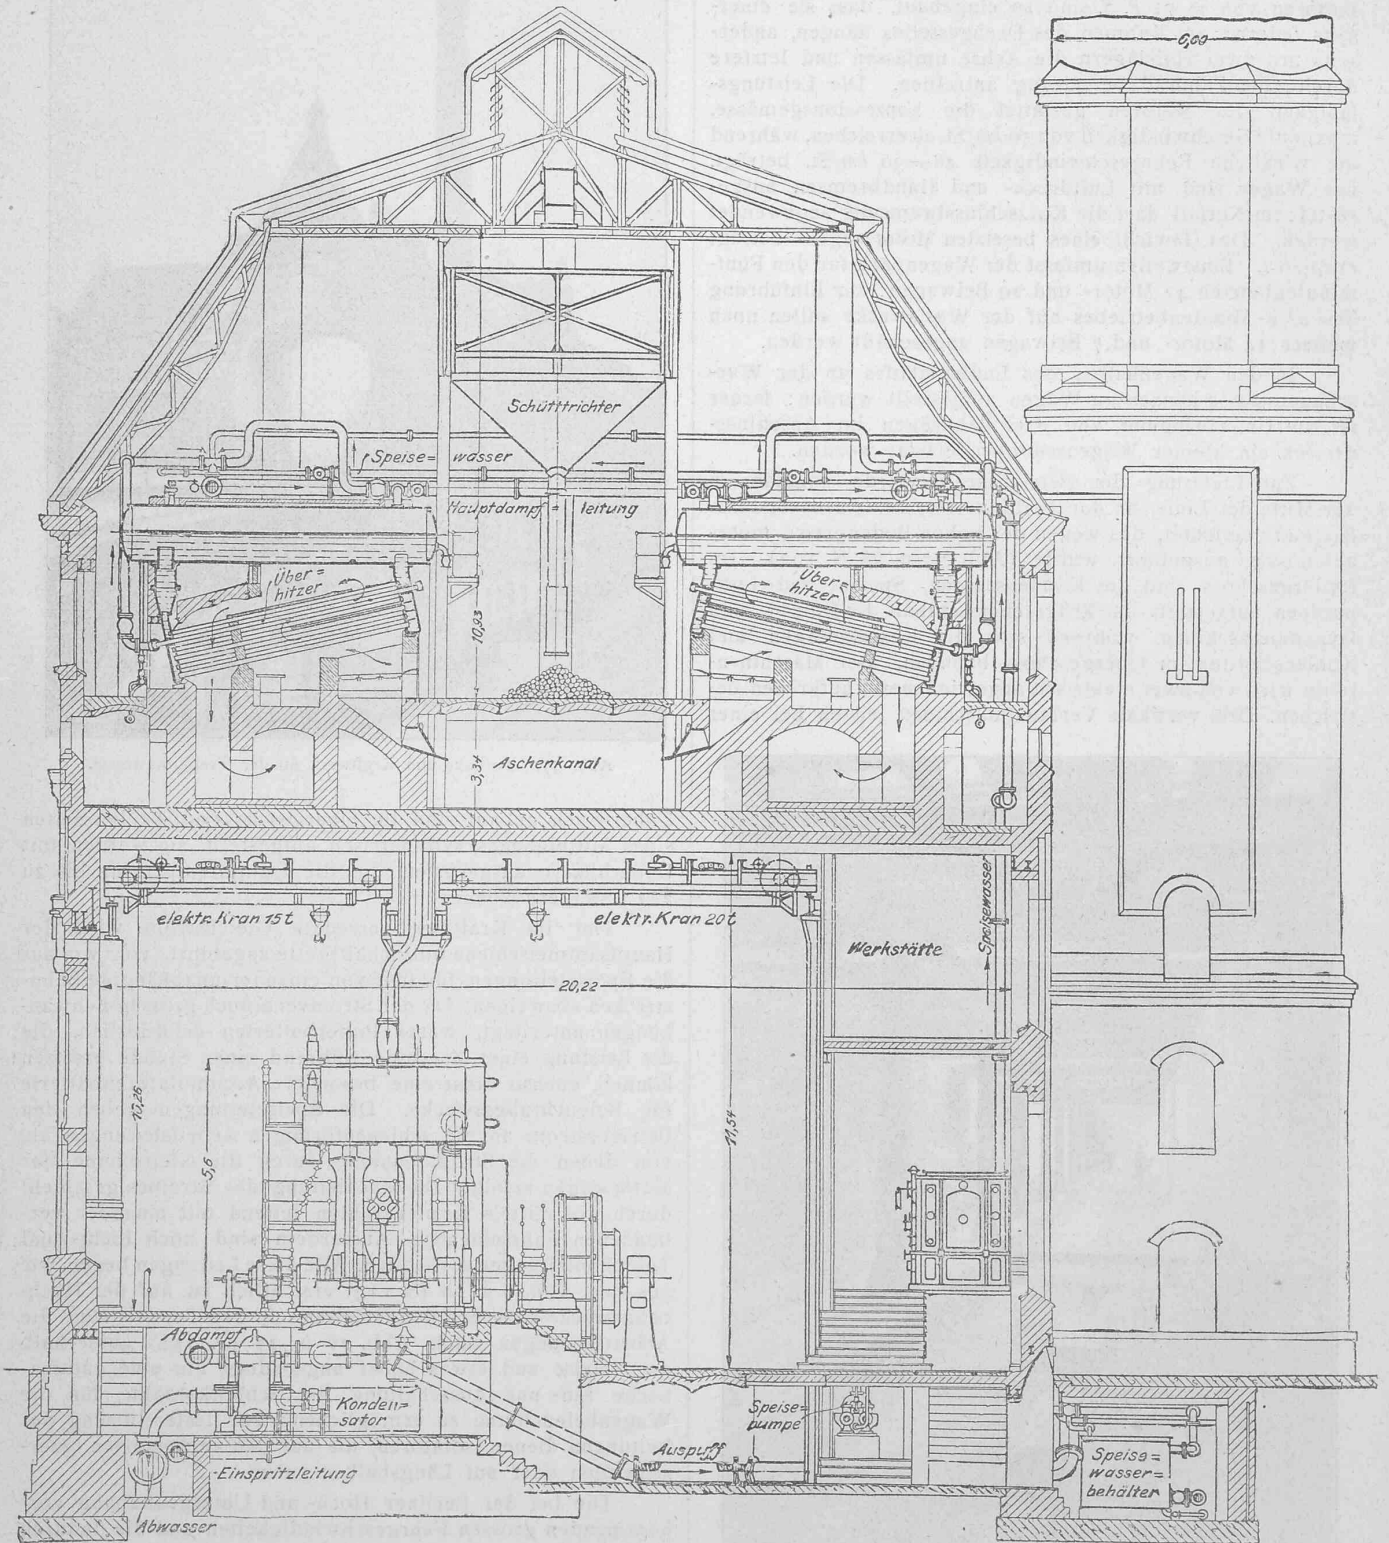 6,00
Schütttrichter
Speise= wasser
Hauptdampf= leitung
Über=
hitzer
Über=
hitzer
10,93
3,34
Aschenkanal
elektr. Kran 15 t
elektr. Kran 20 t
Werkstätte
Speisewasser
20,22
10,26
5,6
11,54
Abdampf
Konden=
sator
Speise=
pumpe
Auspuff
Einspritzleitung
Speise=
wasser=
behälter
Abwasser